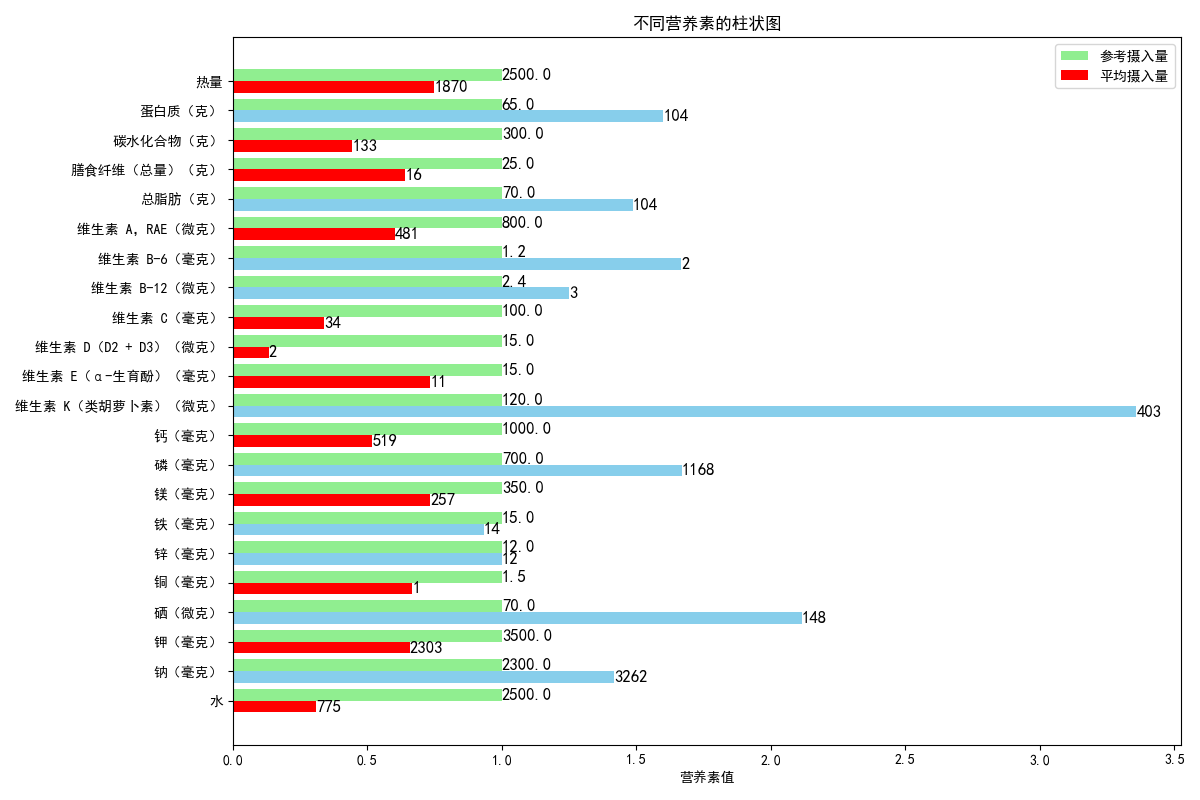 不同营养素的柱状图
参考摄入量
平均摄入量
热量 2500.0
1870
蛋白质（克） 65.0
104
碳水化合物（克） 300.0
133
膳食纤维（总量）（克） 25.0
16
总脂肪（克） 70.0
104
维生素 A，RAE（微克） 800.0
481
维生素 B-6（毫克） 1.2
2
维生素 B-12（微克） 2.4
3
维生素 C（毫克） 100.0
34
维生素 D（D2 + D3）（微克） 15.0
2
维生素 E（α-生育酚）（毫克） 15.0
11
维生素 K（类胡萝卜素）（微克） 120.0
403
钙（毫克） 1000.0
519
磷（毫克） 700.0
1168
镁（毫克） 350.0
257
铁（毫克） 15.0
14
锌（毫克） 12.0
12
铜（毫克） 1.5
1
硒（微克） 70.0
148
钾（毫克） 3500.0
2303
钠（毫克） 2300.0
3262
水 2500.0
775
0.0 0.5 1.0 1.5 2.0 2.5 3.0 3.5
营养素值